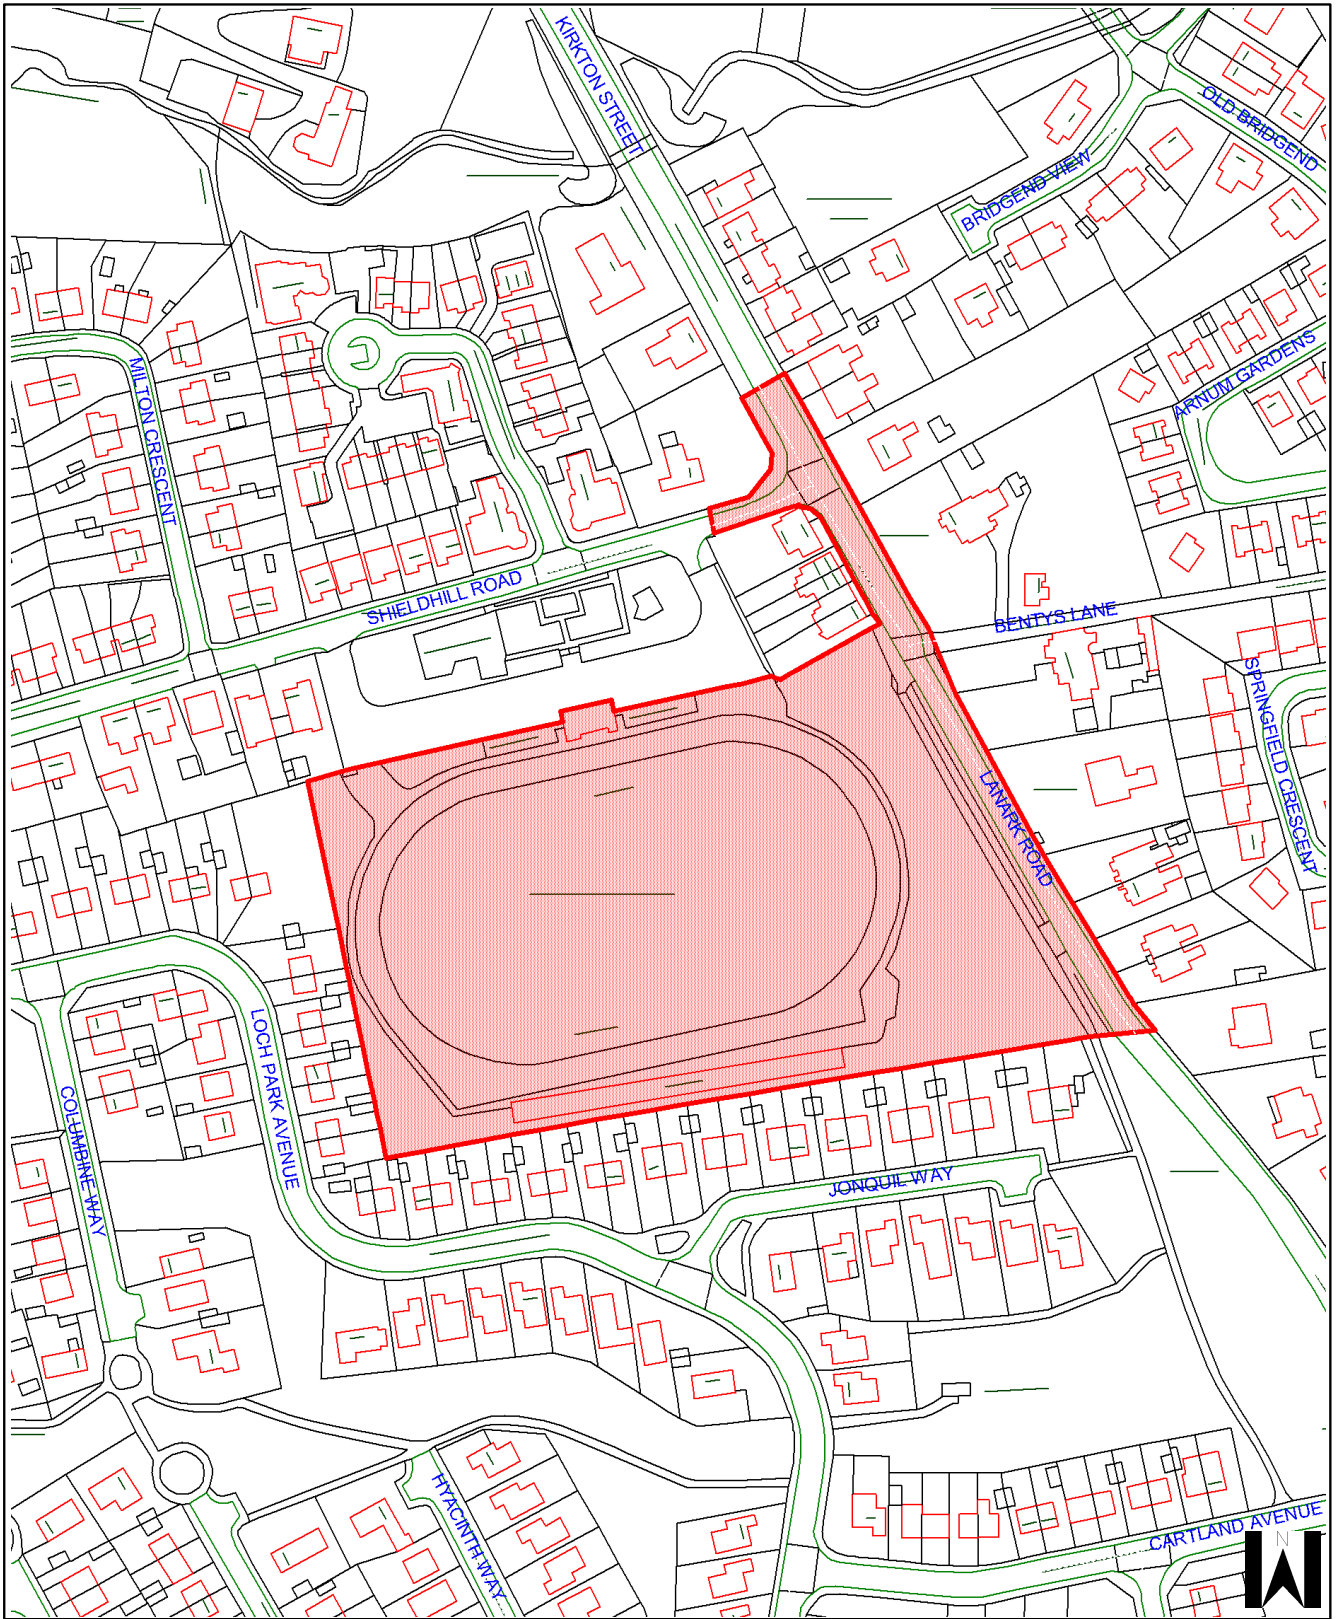 KIRKTON STREET
OLD BRIDGEND
BRIDGEND VIEW
ARNUM GARDENS
MILTON CRESCENT
SHIELDHILL ROAD
BENTYS LANE
SPRINGFIELD CRESCENT
LANARK ROAD
LOCH PARK AVENUE
COLUMBINE WAY
JONQUIL WAY
HYACINTH WAY
CARTLAND AVENUE
N